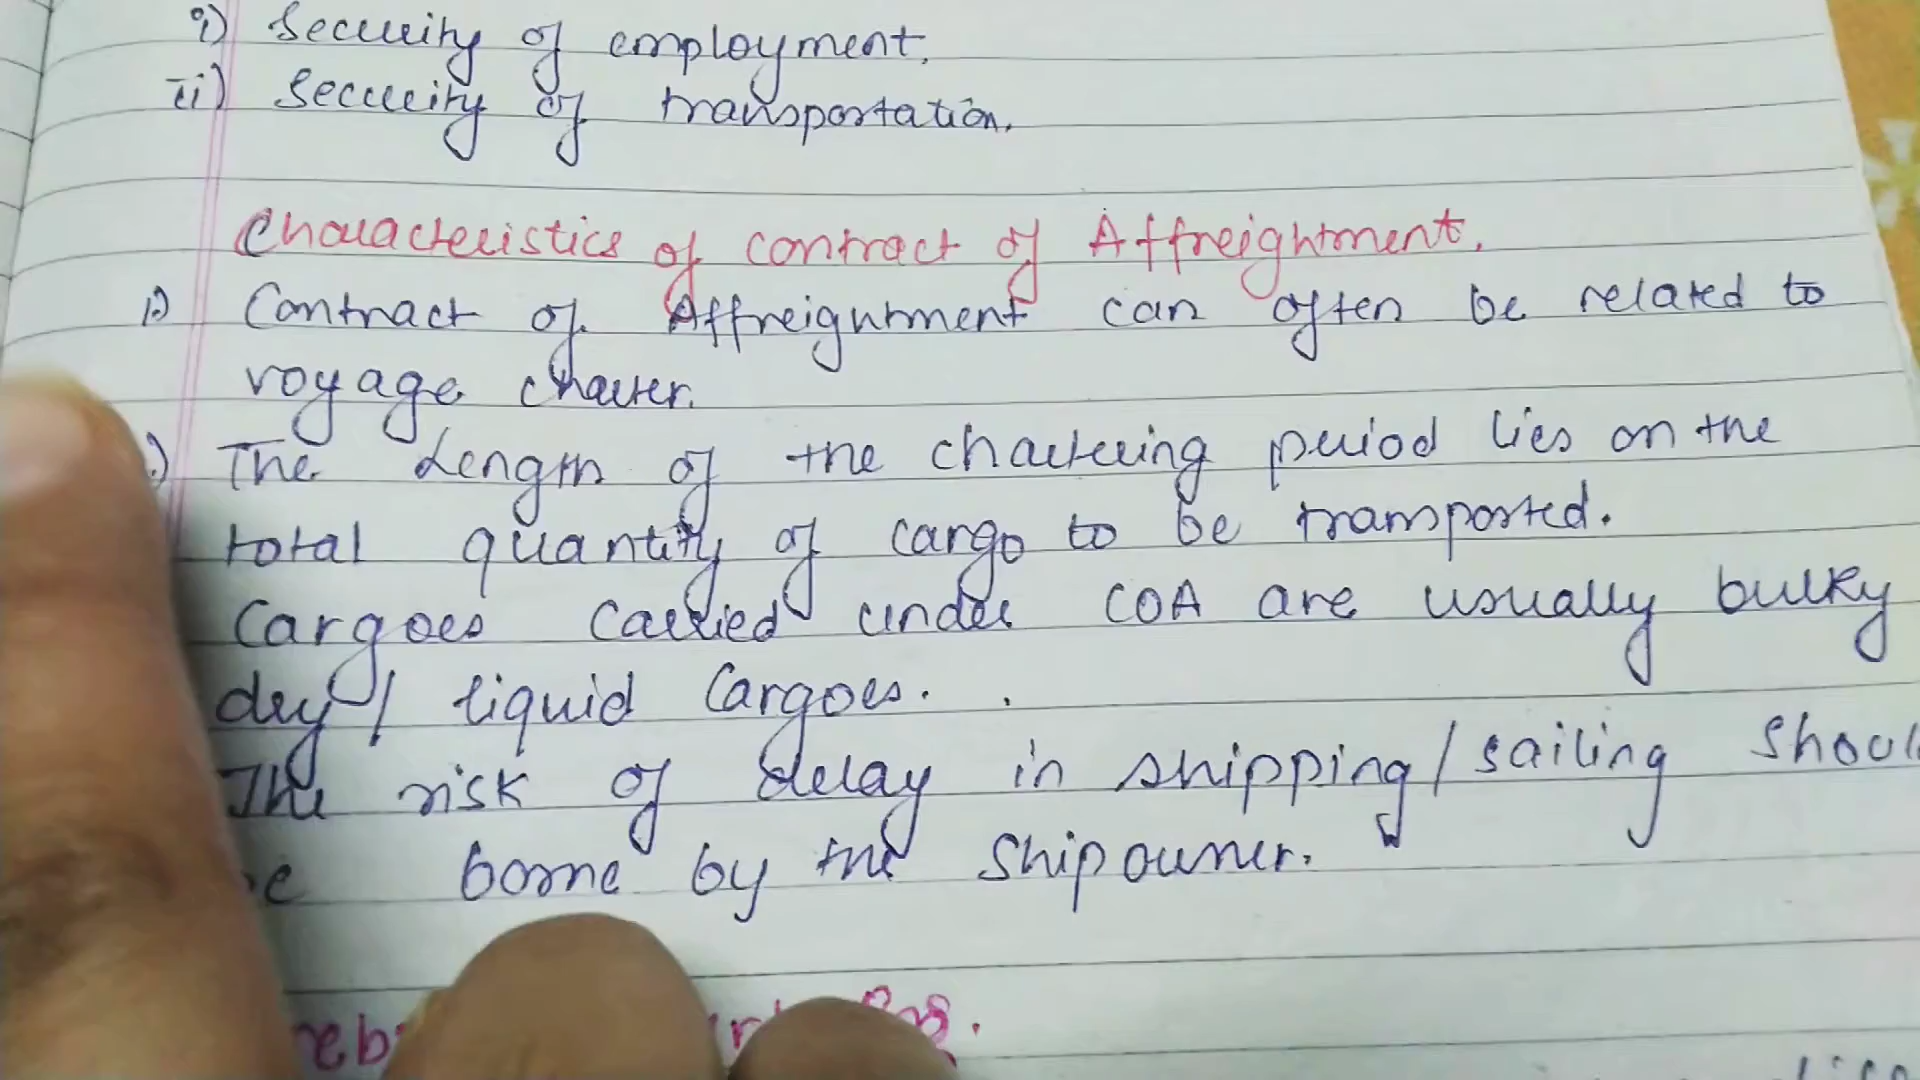 i) Security of employment.
ii) Security of transportation.
Characteristics of contract of Affreightment.
1.) Contract of Affreightment can often be related to
voyage charter.
.) The Length of the chartering period lies on the
total quantity of cargo to be transported.
Cargoes carried under COA are usually bulky
dry / liquid Cargoes.
The risk of delay in shipping / sailing shoul
be borne by the Shipowner.